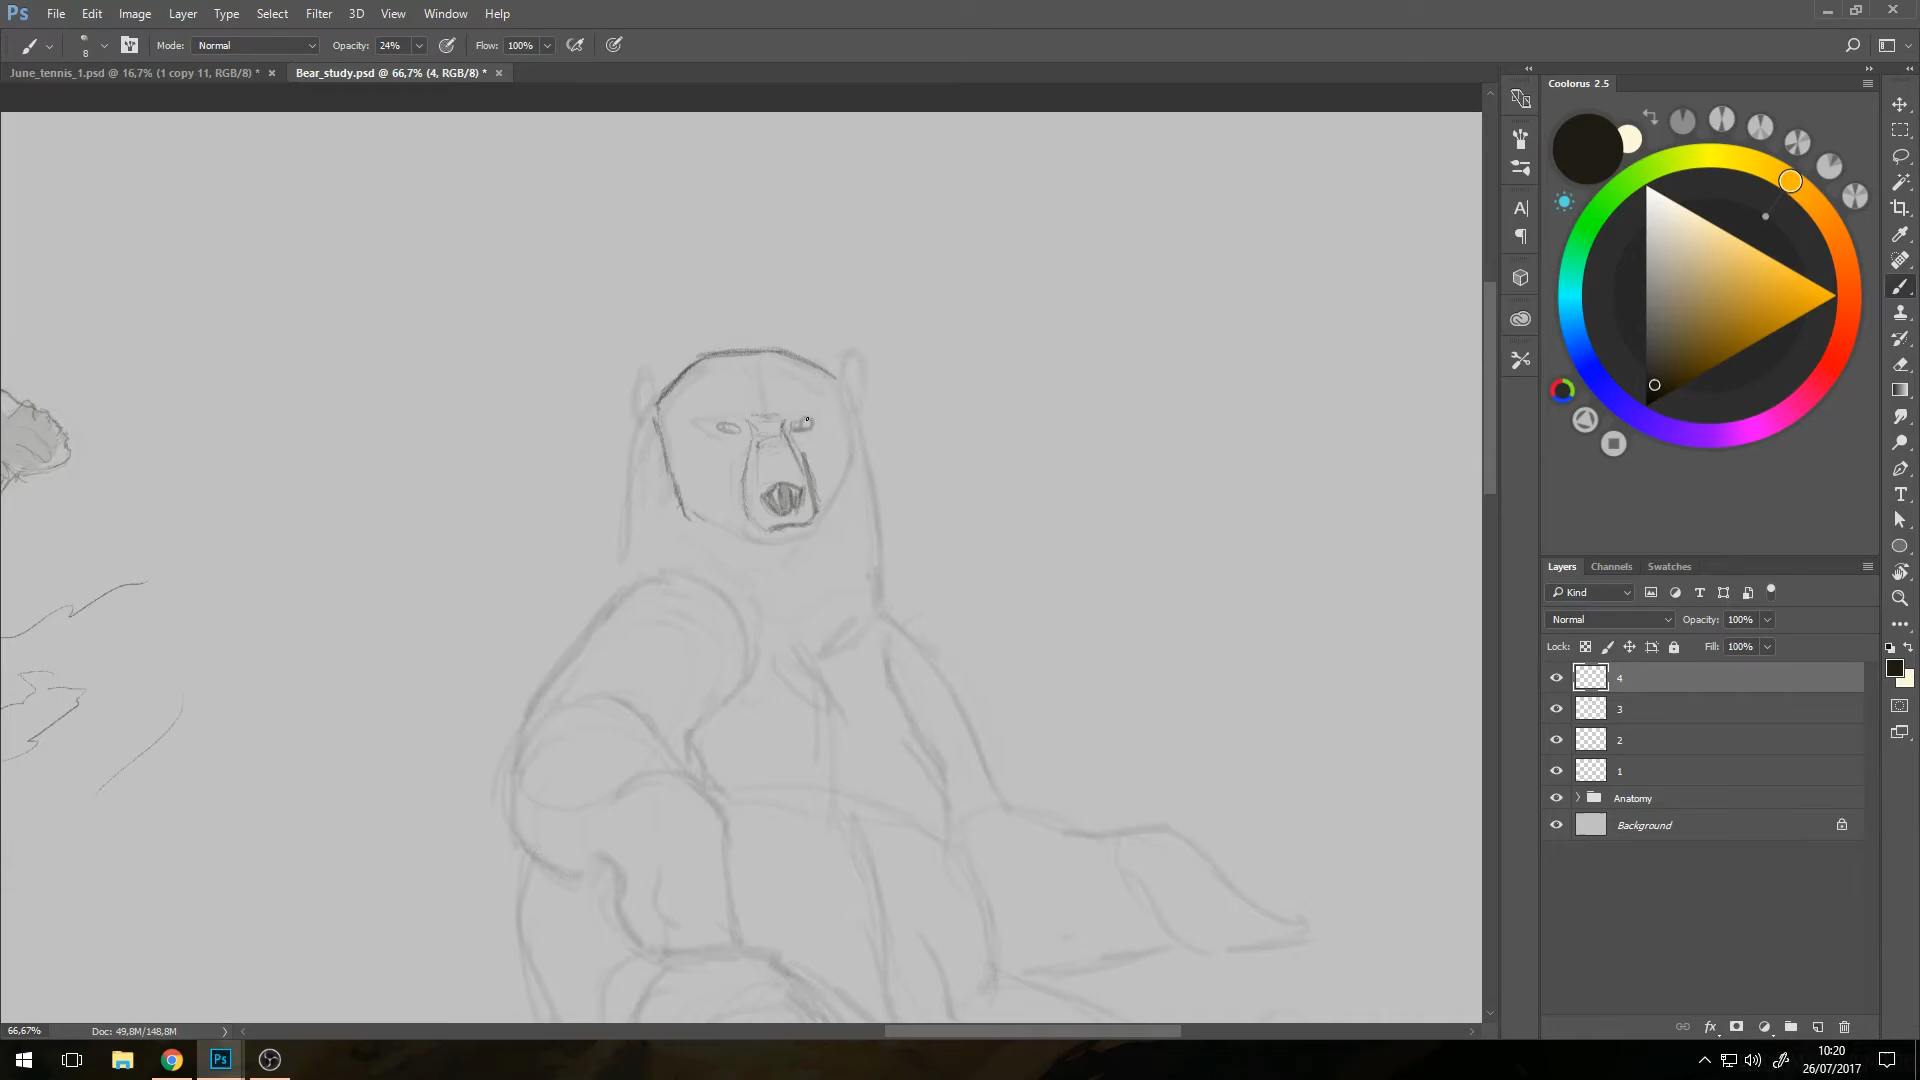 Ps File Edit Image Layer Type Select Filter 3D View Window Help
8 Mode: Normal Opacity: 24% Flow: 100%
June_tennis_1.psd @ 16,7% (1 copy 11, RGB/8) * × Bear_study.psd @ 66,7% (4, RGB/8) * ×
Coolorus 2.5
Layers Channels Swatches
Kind
Normal Opacity: 100%
Lock: Fill: 100%
4
3
2
1
Anatomy
Background
66,67% Doc: 49,8M/148,8M
Ps
10:20
26/07/2017